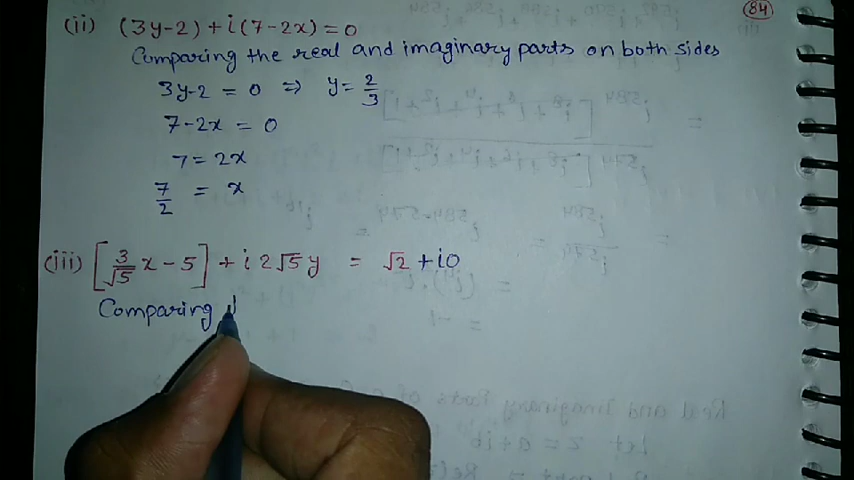 84
(ii) (3y-2) + i(7-2x) = 0
Comparing the real and imaginary parts on both sides
3y-2 = 0 ⇒ y = 2/3
7-2x = 0
7 = 2x
7/2 = x
(iii) [3/√5 x - 5] + i 2√5 y = √2 + i0
Comparing